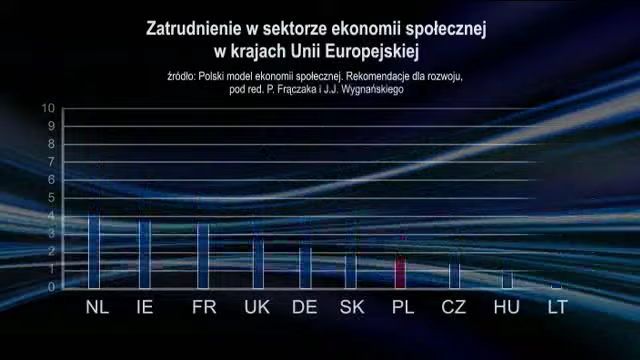 Zatrudnienie w sektorze ekonomii społecznej
w krajach Unii Europejskiej
źródło: Polski model ekonomii społecznej. Rekomendacje dla rozwoju,
pod red. P. Frączaka i J.J. Wygnańskiego
10
9
8
7
6
5
4
3
2
1
0
NL IE FR UK DE SK PL CZ HU LT